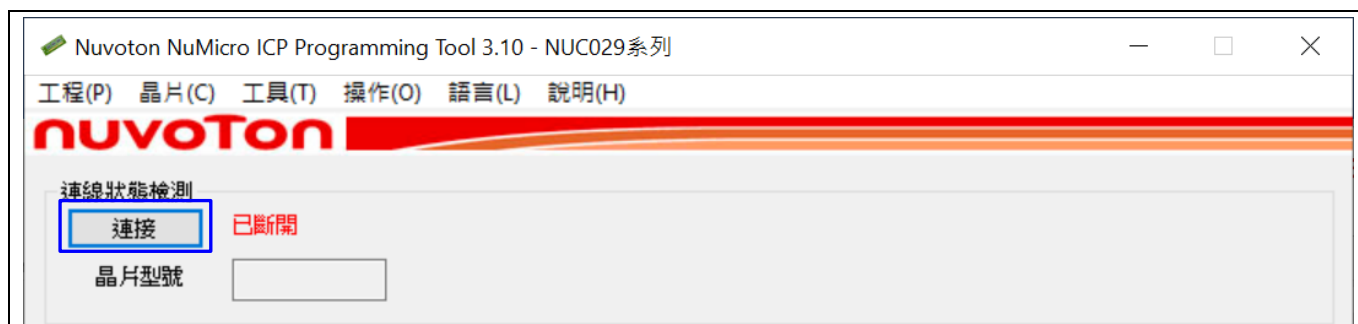 Nuvoton NuMicro ICP Programming Tool 3.10 - NUC029系列
工程(P) 晶片(C) 工具(T) 操作(O) 語言(L) 說明(H)
nuvoTon
連線狀態檢測
連接 已斷開
晶片型號